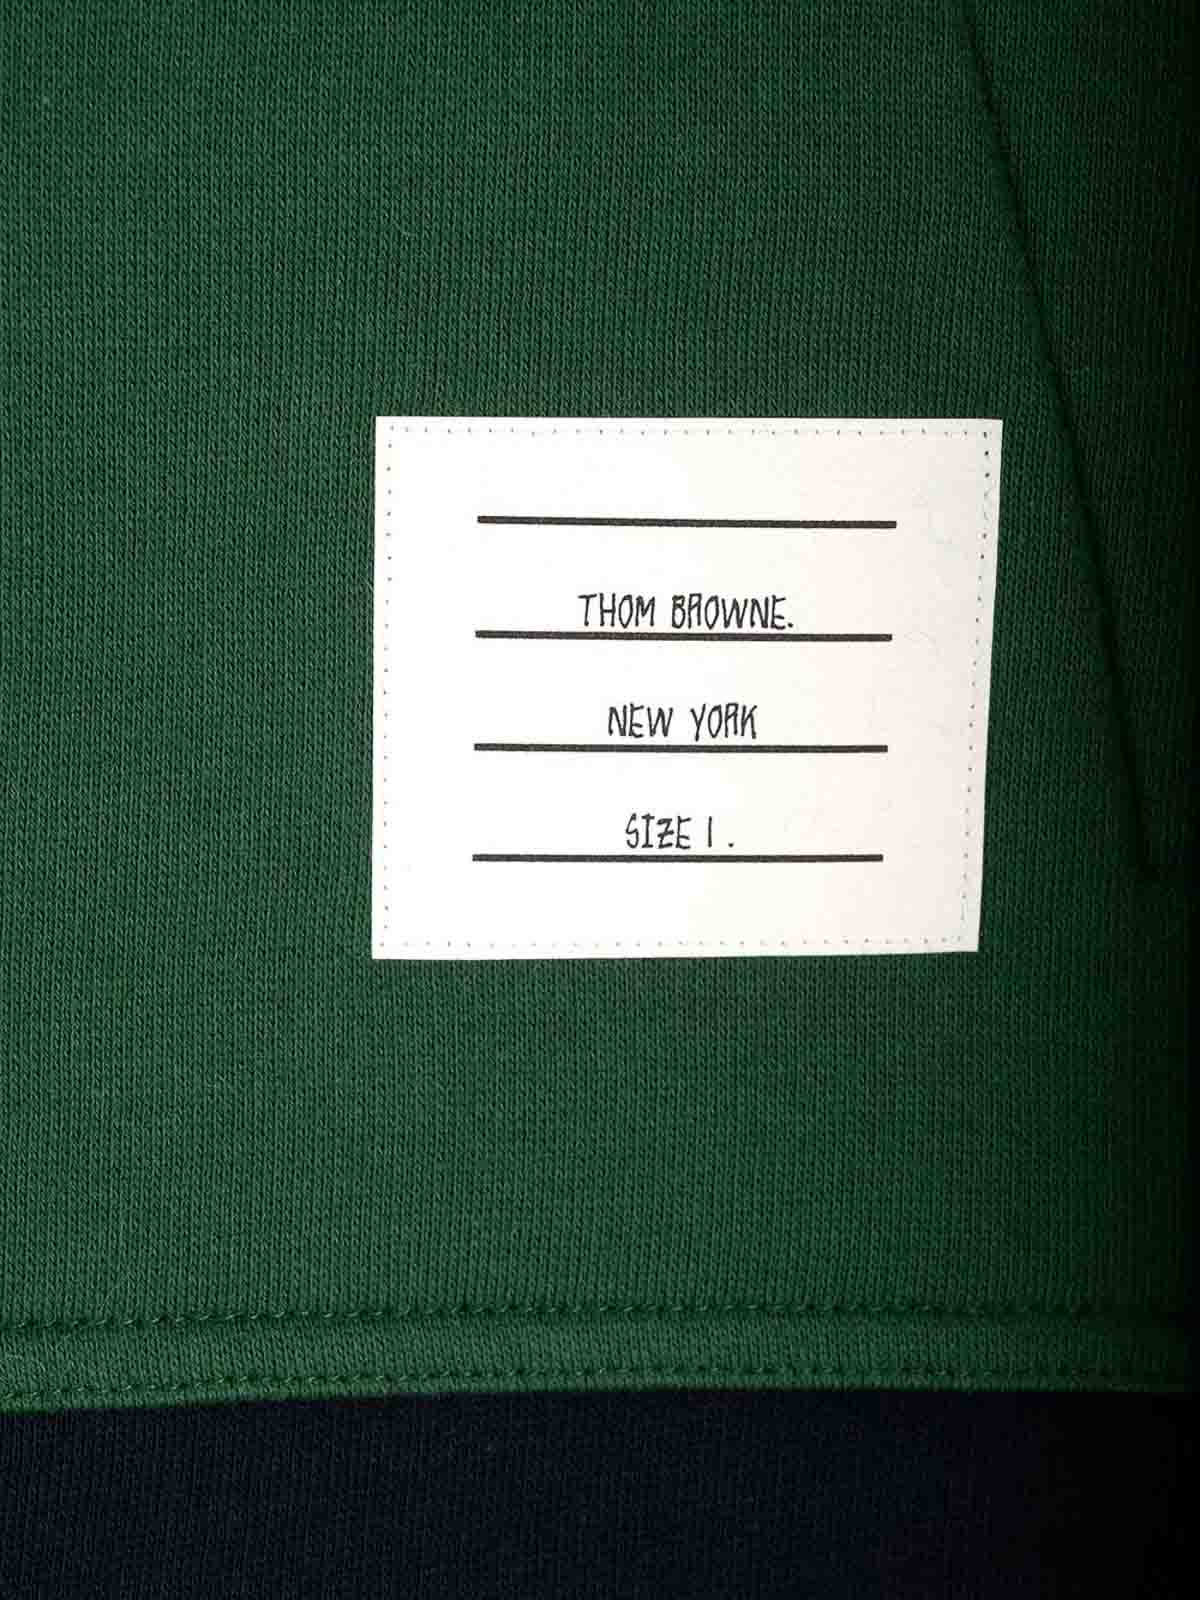 THOM BROWNE.
NEW YORK
SIZE 1 .